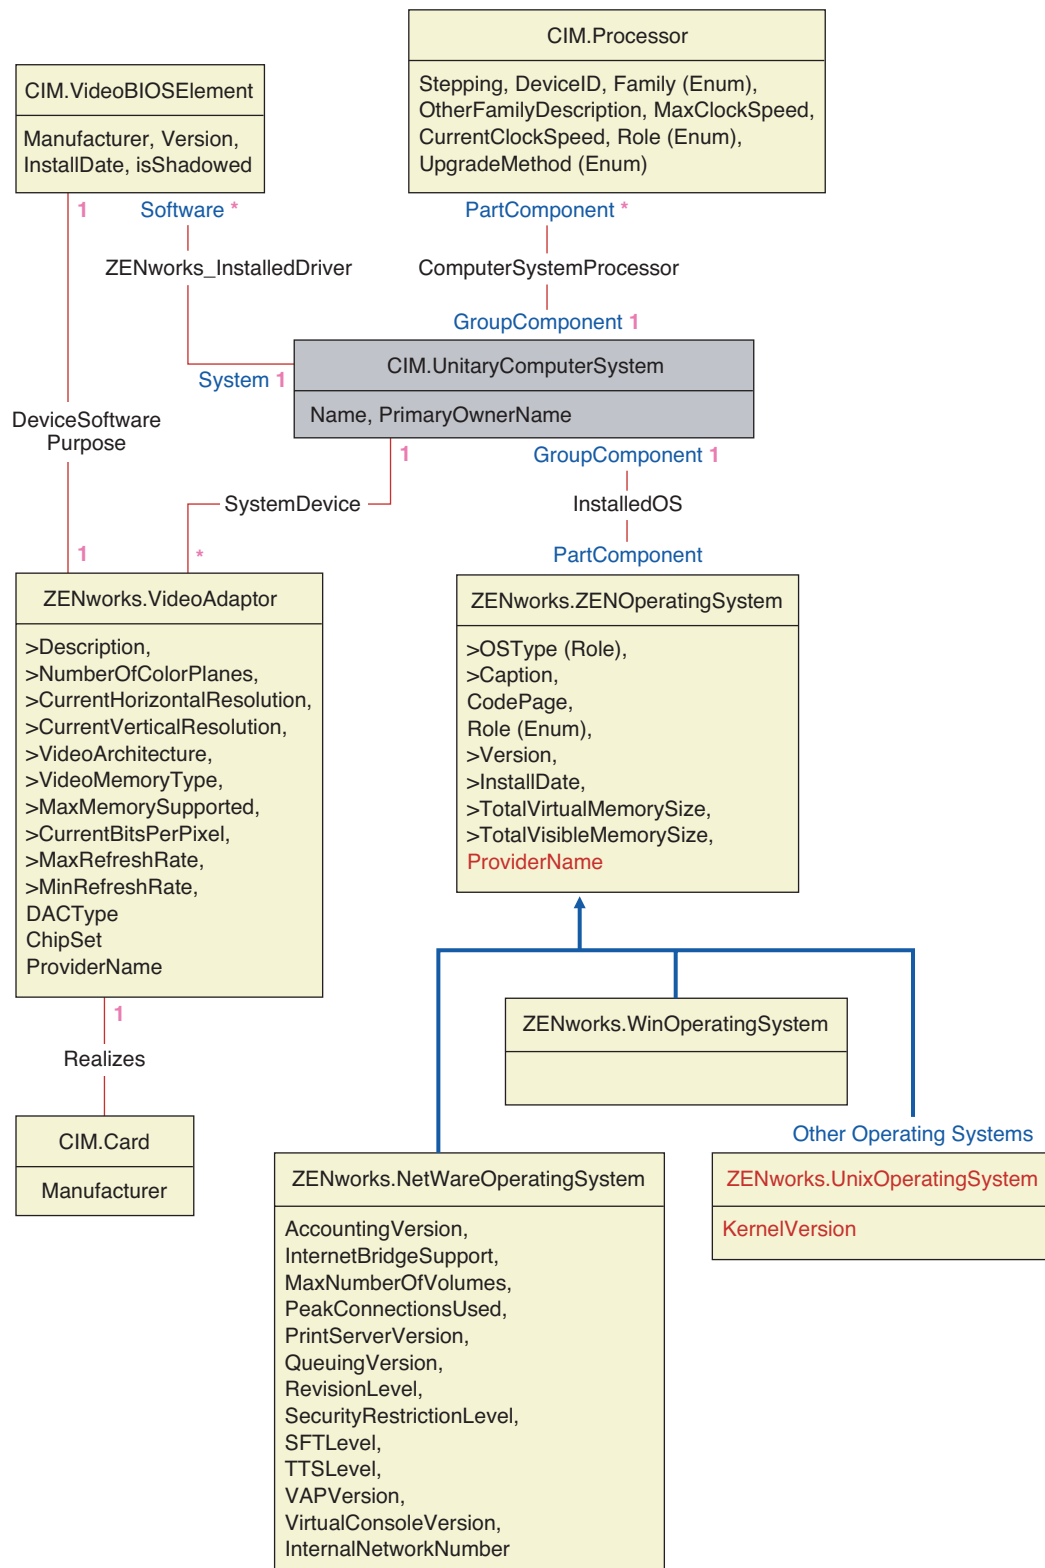 CIM.Processor
Stepping, DeviceID, Family (Enum),
OtherFamilyDescription, MaxClockSpeed,
CurrentClockSpeed, Role (Enum),
UpgradeMethod (Enum)
CIM.VideoBIOSElement
Manufacturer, Version,
InstallDate, isShadowed
1
Software *
PartComponent *
ZENworks_InstalledDriver
ComputerSystemProcessor
GroupComponent 1
System 1
CIM.UnitaryComputerSystem
Name, PrimaryOwnerName
DeviceSoftware
Purpose
1
GroupComponent 1
SystemDevice
InstalledOS
1
*
PartComponent
ZENworks.VideoAdaptor
>Description,
>NumberOfColorPlanes,
>CurrentHorizontalResolution,
>CurrentVerticalResolution,
>VideoArchitecture,
>VideoMemoryType,
>MaxMemorySupported,
>CurrentBitsPerPixel,
>MaxRefreshRate,
>MinRefreshRate,
DACType
ChipSet
ProviderName
ZENworks.ZENOperatingSystem
>OSType (Role),
>Caption,
CodePage,
Role (Enum),
>Version,
>InstallDate,
>TotalVirtualMemorySize,
>TotalVisibleMemorySize,
ProviderName
1
Realizes
CIM.Card
Manufacturer
ZENworks.WinOperatingSystem
Other Operating Systems
ZENworks.NetWareOperatingSystem
AccountingVersion,
InternetBridgeSupport,
MaxNumberOfVolumes,
PeakConnectionsUsed,
PrintServerVersion,
QueuingVersion,
RevisionLevel,
SecurityRestrictionLevel,
SFTLevel,
TTSLevel,
VAPVersion,
VirtualConsoleVersion,
InternalNetworkNumber
ZENworks.UnixOperatingSystem
KernelVersion